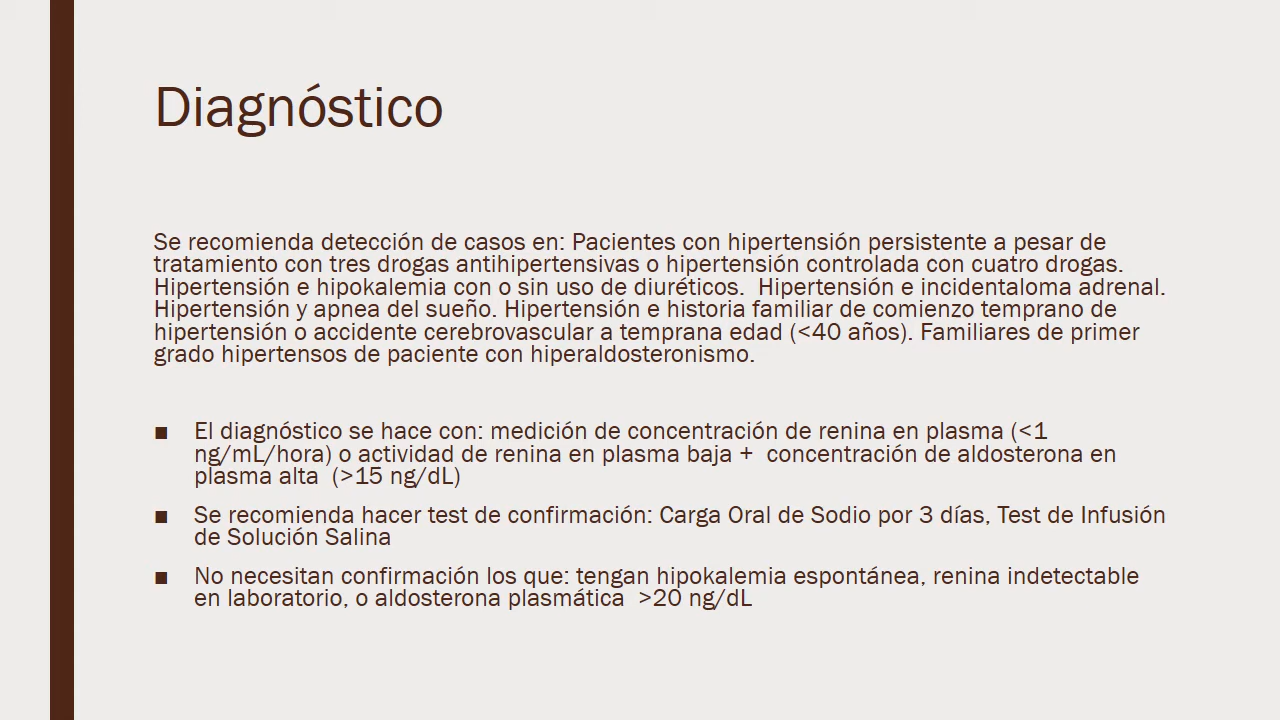 Diagnóstico
Se recomienda detección de casos en: Pacientes con hipertensión persistente a pesar de
tratamiento con tres drogas antihipertensivas o hipertensión controlada con cuatro drogas.
Hipertensión e hipokalemia con o sin uso de diuréticos.  Hipertensión e incidentaloma adrenal.
Hipertensión y apnea del sueño. Hipertensión e historia familiar de comienzo temprano de
hipertensión o accidente cerebrovascular a temprana edad (<40 años). Familiares de primer
grado hipertensos de paciente con hiperaldosteronismo.
■ El diagnóstico se hace con: medición de concentración de renina en plasma (<1
ng/mL/hora) o actividad de renina en plasma baja +  concentración de aldosterona en
plasma alta  (>15 ng/dL)
■ Se recomienda hacer test de confirmación: Carga Oral de Sodio por 3 días, Test de Infusión
de Solución Salina
■ No necesitan confirmación los que: tengan hipokalemia espontánea, renina indetectable
en laboratorio, o aldosterona plasmática  >20 ng/dL